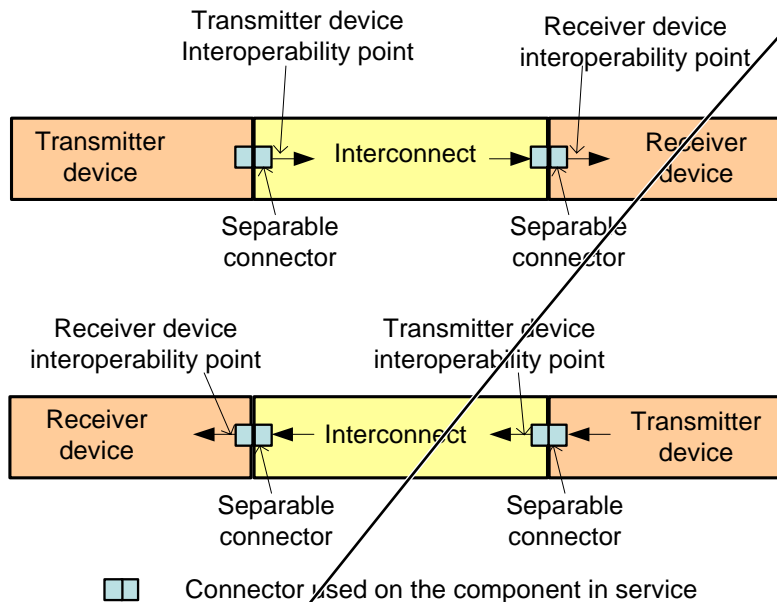 Transmitter device
Interoperability point
Receiver device
interoperability point
Transmitter
device
Interconnect
Receiver
device
Separable
connector
Separable
connector
Receiver device
interoperability point
Transmitter device
interoperability point
Receiver
device
Interconnect
Transmitter
device
Separable
connector
Separable
connector
Connector used on the component in service